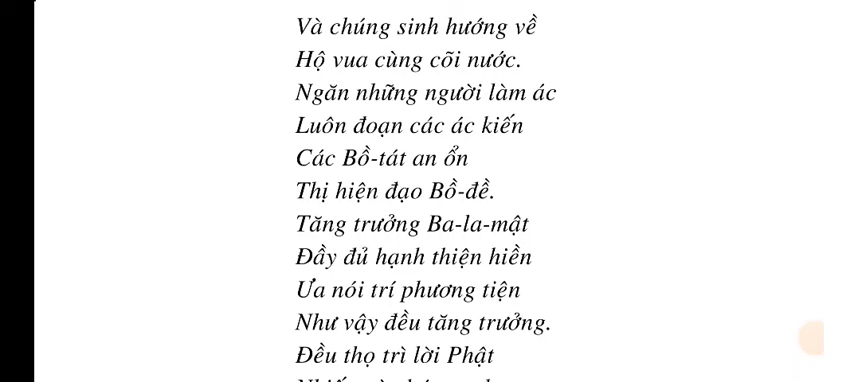 Và chúng sinh hướng về
Hộ vua cùng cõi nước.
Ngăn những người làm ác
Luôn đoạn các ác kiến
Các Bồ-tát an ổn
Thị hiện đạo Bồ-đề.
Tăng trưởng Ba-la-mật
Đầy đủ hạnh thiện hiền
Ưa nói trí phương tiện
Như vậy đều tăng trưởng.
Đều thọ trì lời Phật